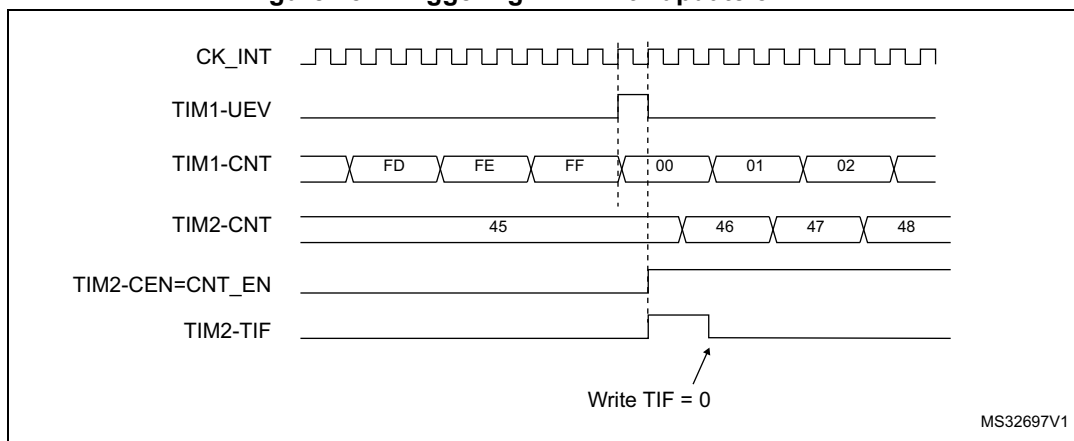 CK_INT
TIM1-UEV
TIM1-CNT FD FE FF 00 01 02
TIM2-CNT 45 46 47 48
TIM2-CEN=CNT_EN
TIM2-TIF
Write TIF = 0
MS32697V1